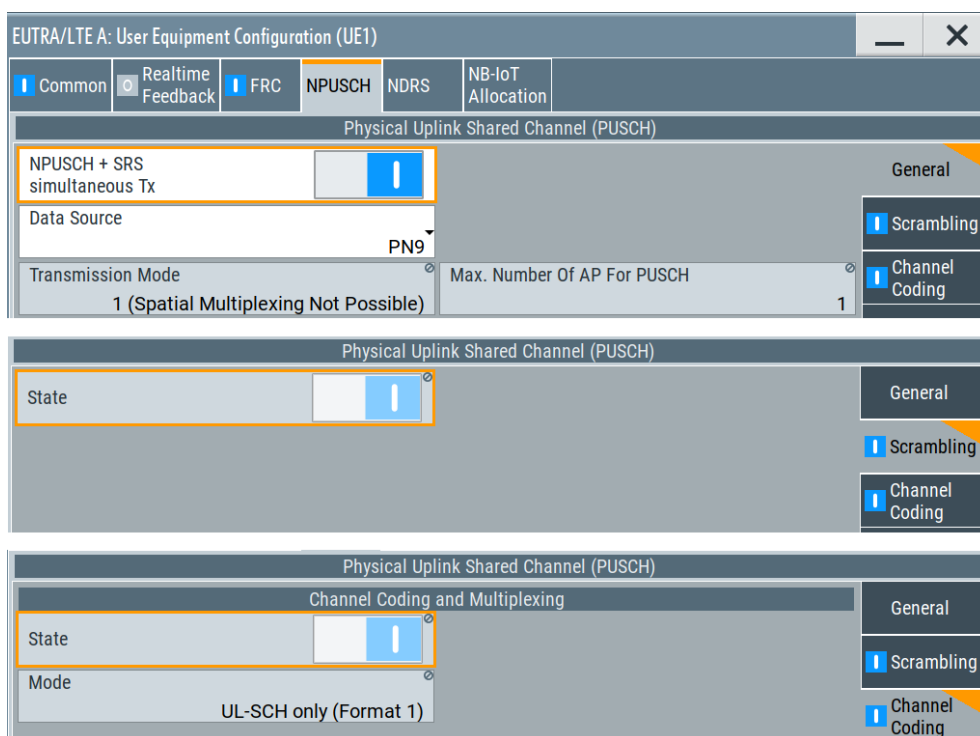 EUTRA/LTE A: User Equipment Configuration (UE1)
Common
Realtime
Feedback
FRC
NPUSCH
NDRS
NB-IoT
Allocation
Physical Uplink Shared Channel (PUSCH)
NPUSCH + SRS
simultaneous Tx
General
Data Source
PN9
Scrambling
Transmission Mode
1 (Spatial Multiplexing Not Possible)
Max. Number Of AP For PUSCH
1
Channel
Coding
Physical Uplink Shared Channel (PUSCH)
State
General
Scrambling
Channel
Coding
Physical Uplink Shared Channel (PUSCH)
Channel Coding and Multiplexing
General
State
Scrambling
Mode
UL-SCH only (Format 1)
Channel
Coding